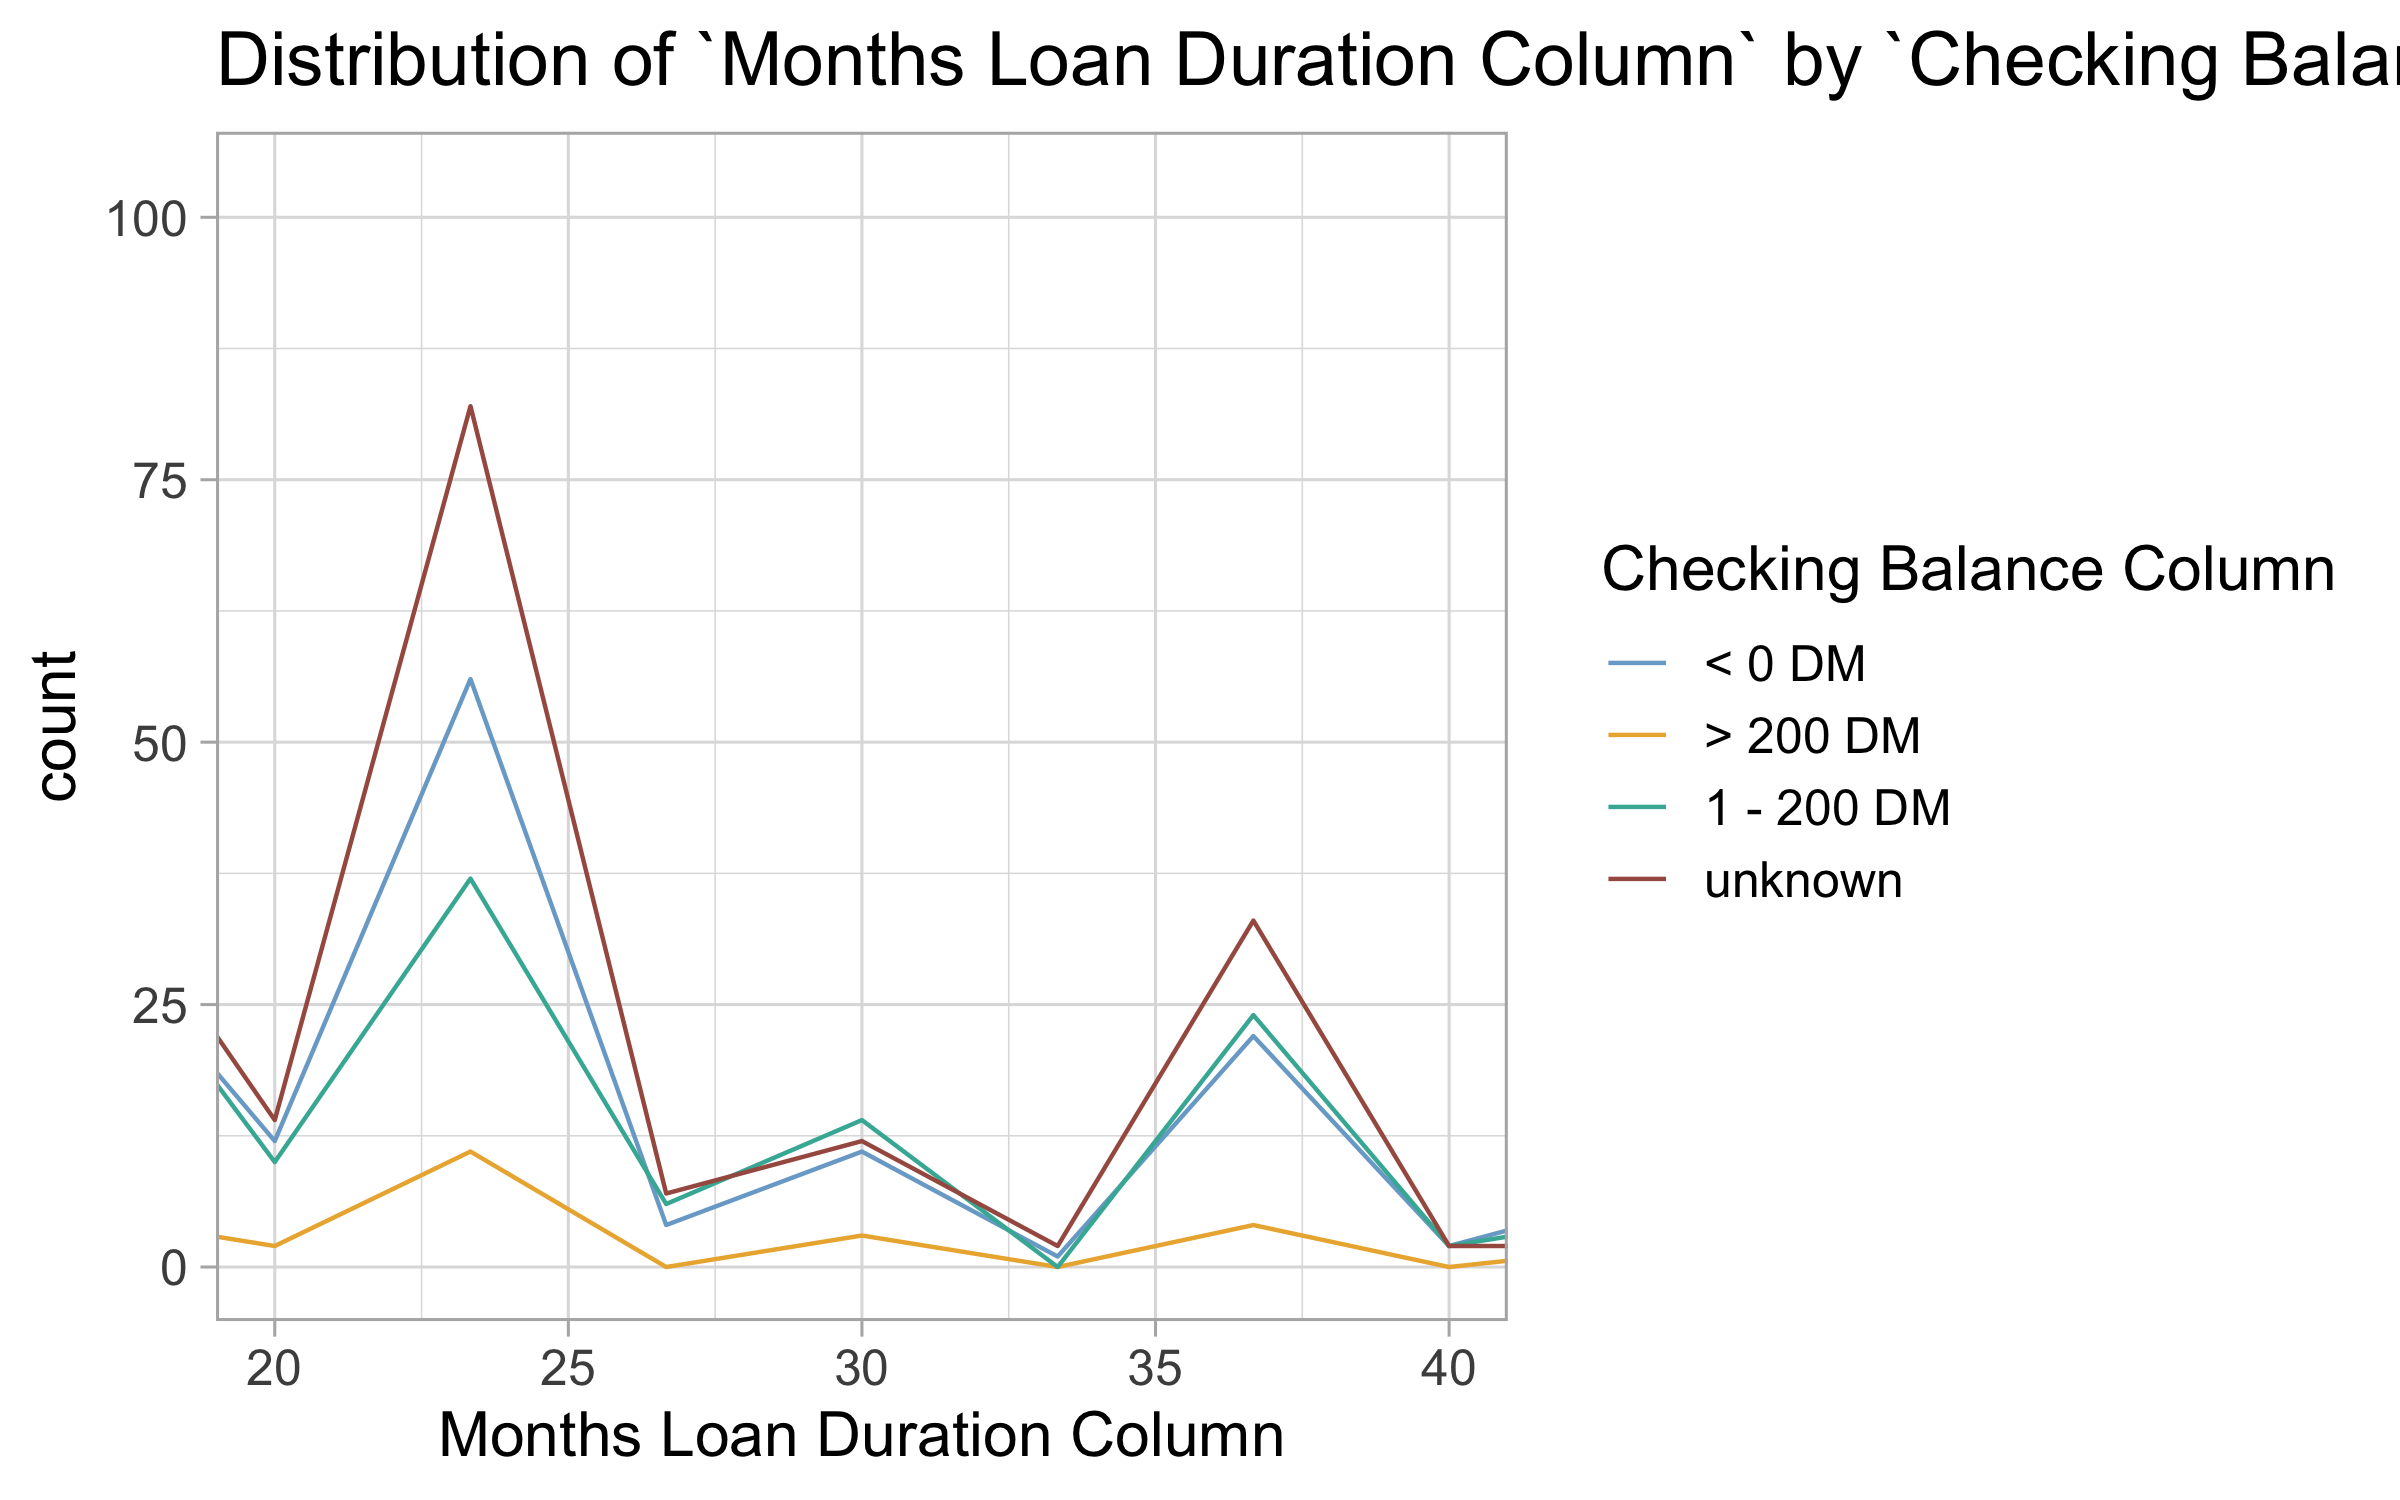 Distribution of `Months Loan Duration Column` by `Checking Balan
100
75
50
25
0
count
20 25 30 35 40
Months Loan Duration Column
Checking Balance Column
< 0 DM
> 200 DM
1 - 200 DM
unknown